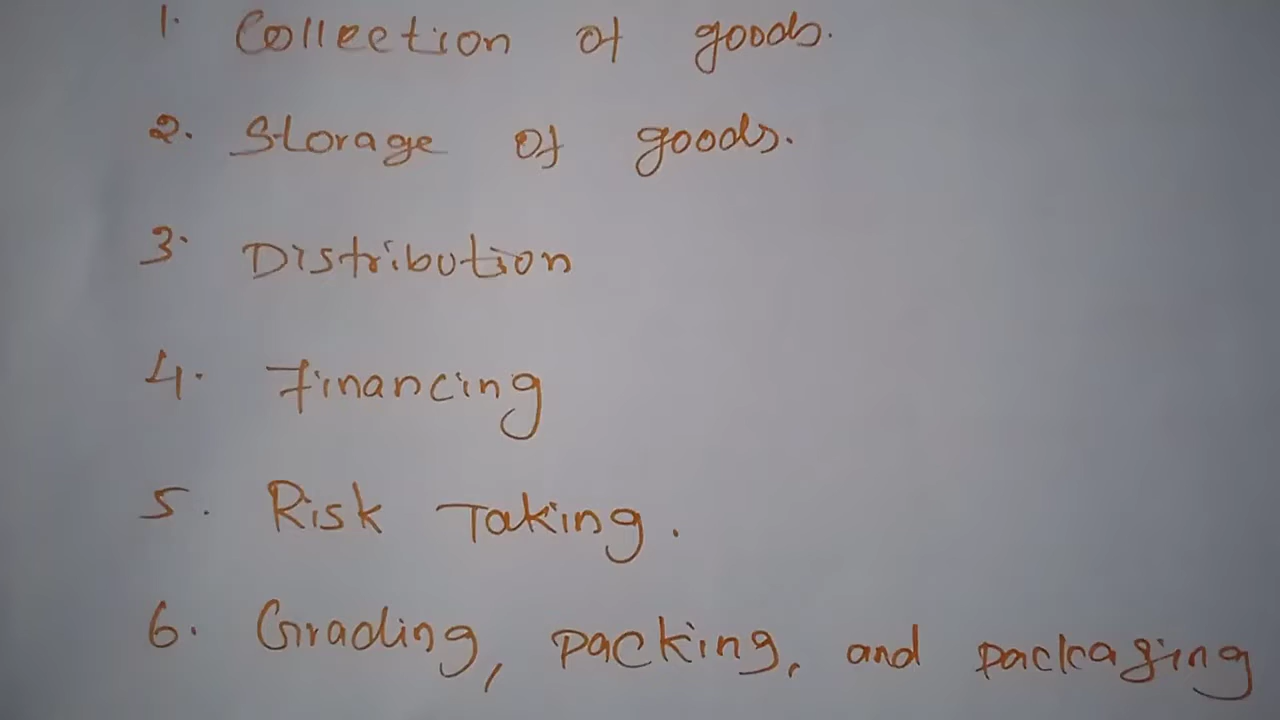 1. Collection of goods.
2. Storage of goods.
3. Distribution
4. Financing
5. Risk Taking.
6. Grading, packing, and packaging